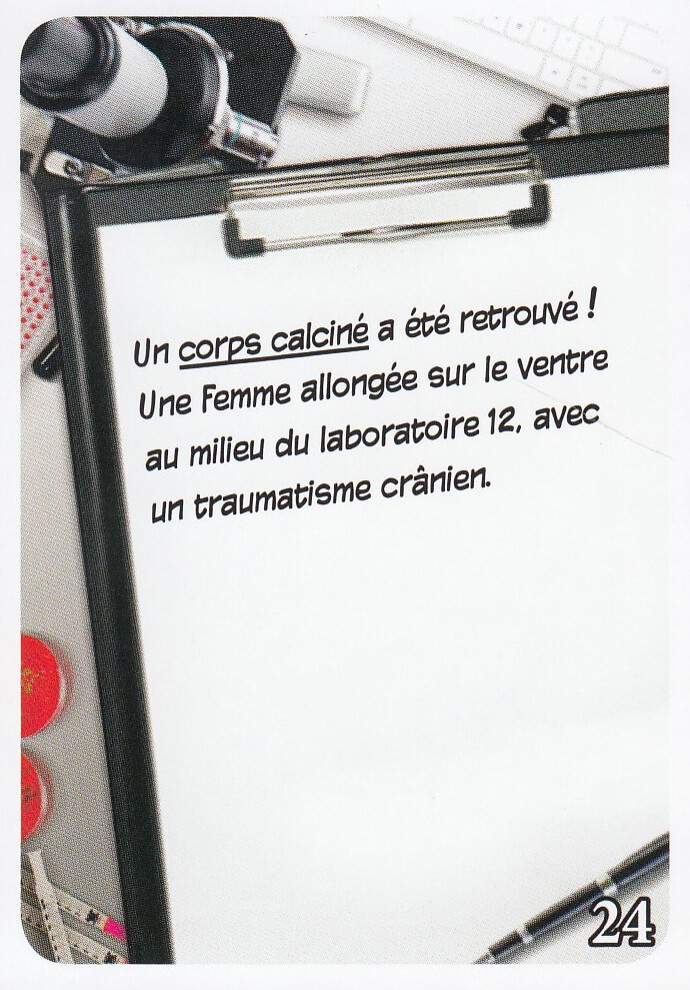 Un corps calciné a été retrouvé !
Une Femme allongée sur le ventre
au milieu du laboratoire 12, avec
un traumatisme crânien.
24